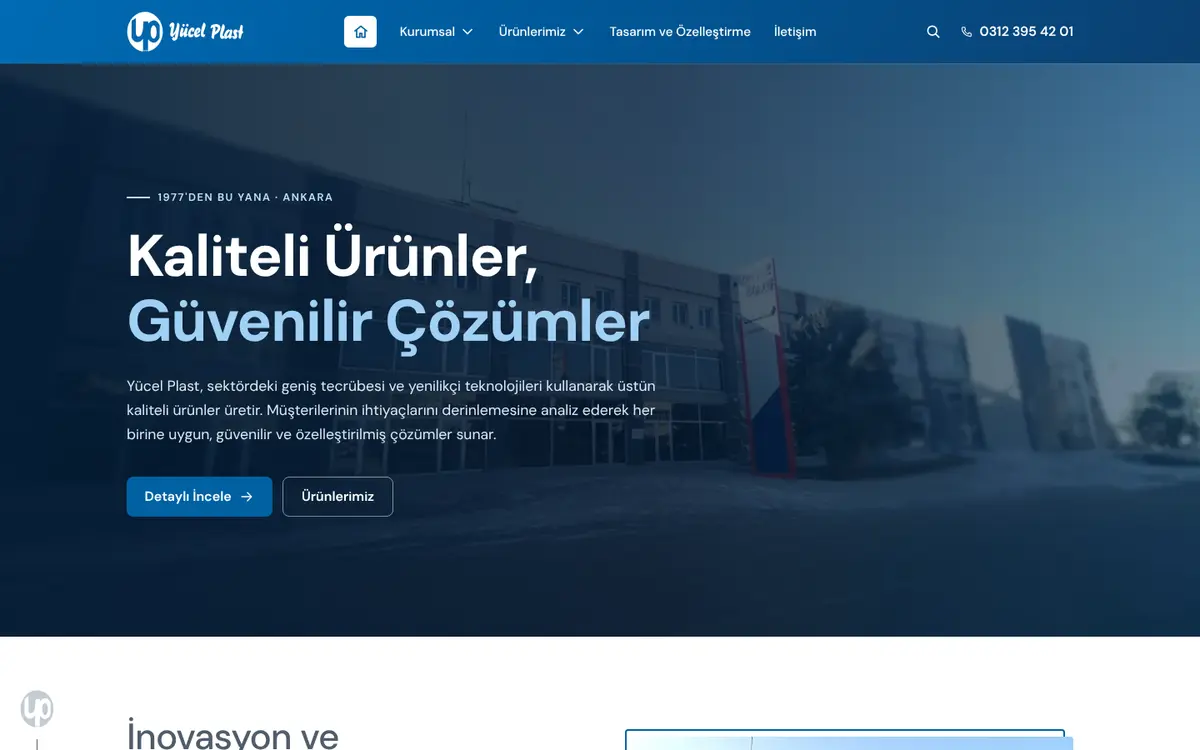 Yücel Plast
Kurumsal
Ürünlerimiz
Tasarım ve Özelleştirme
İletişim
0312 395 42 01
1977'DEN BU YANA · ANKARA
Kaliteli Ürünler,
Güvenilir Çözümler
Yücel Plast, sektördeki geniş tecrübesi ve yenilikçi teknolojileri kullanarak üstün
kaliteli ürünler üretir. Müşterilerinin ihtiyaçlarını derinlemesine analiz ederek her
birine uygun, güvenilir ve özelleştirilmiş çözümler sunar.
Detaylı İncele
Ürünlerimiz
up
İnovasyon ve